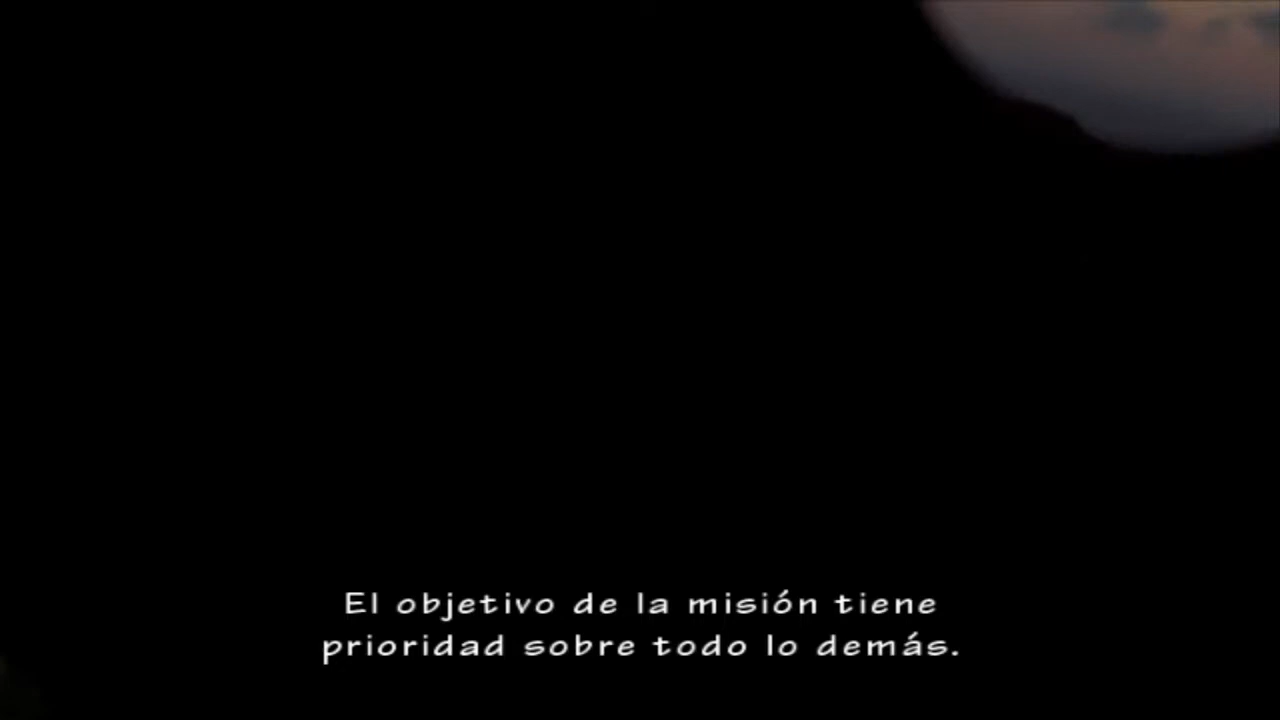 El objetivo de la misión tiene
prioridad sobre todo lo demás.